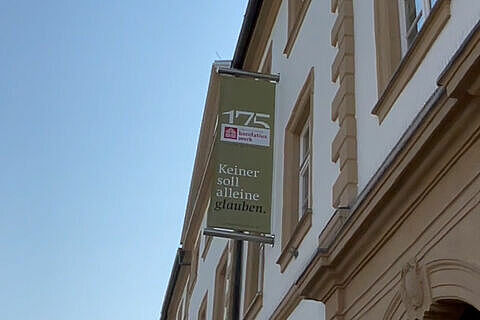 175
bonifatius
werk
Keiner
soll
alleine
glauben.